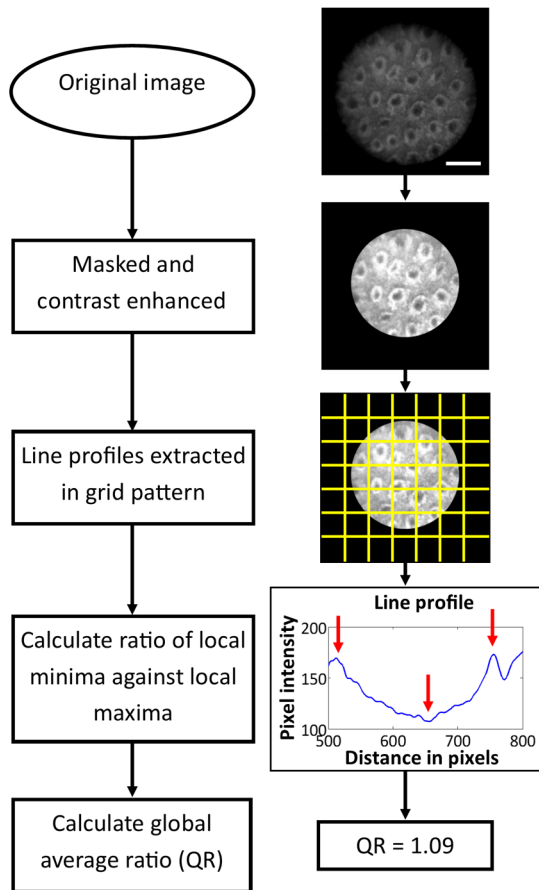 Original image
Masked and
contrast enhanced
Line profiles extracted
in grid pattern
Calculate ratio of local
minima against local
maxima
Calculate global
average ratio (QR)
Line profile
Pixel intensity
200
150
100
500
600
700
800
Distance in pixels
QR = 1.09